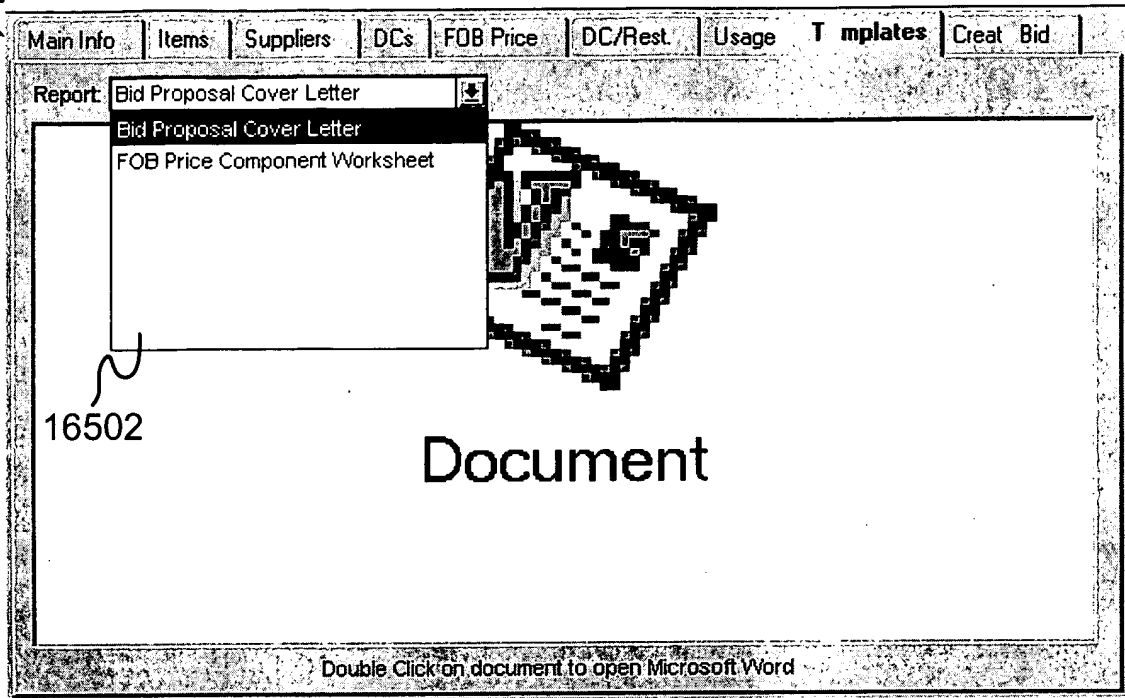 Main Info Items Suppliers DCs FOB Price DC/Rest. Usage T mplates Creat Bid
Report: Bid Proposal Cover Letter
Bid Proposal Cover Letter
FOB Price Component Worksheet
16502
Document
Double Click on document to open Microsoft Word